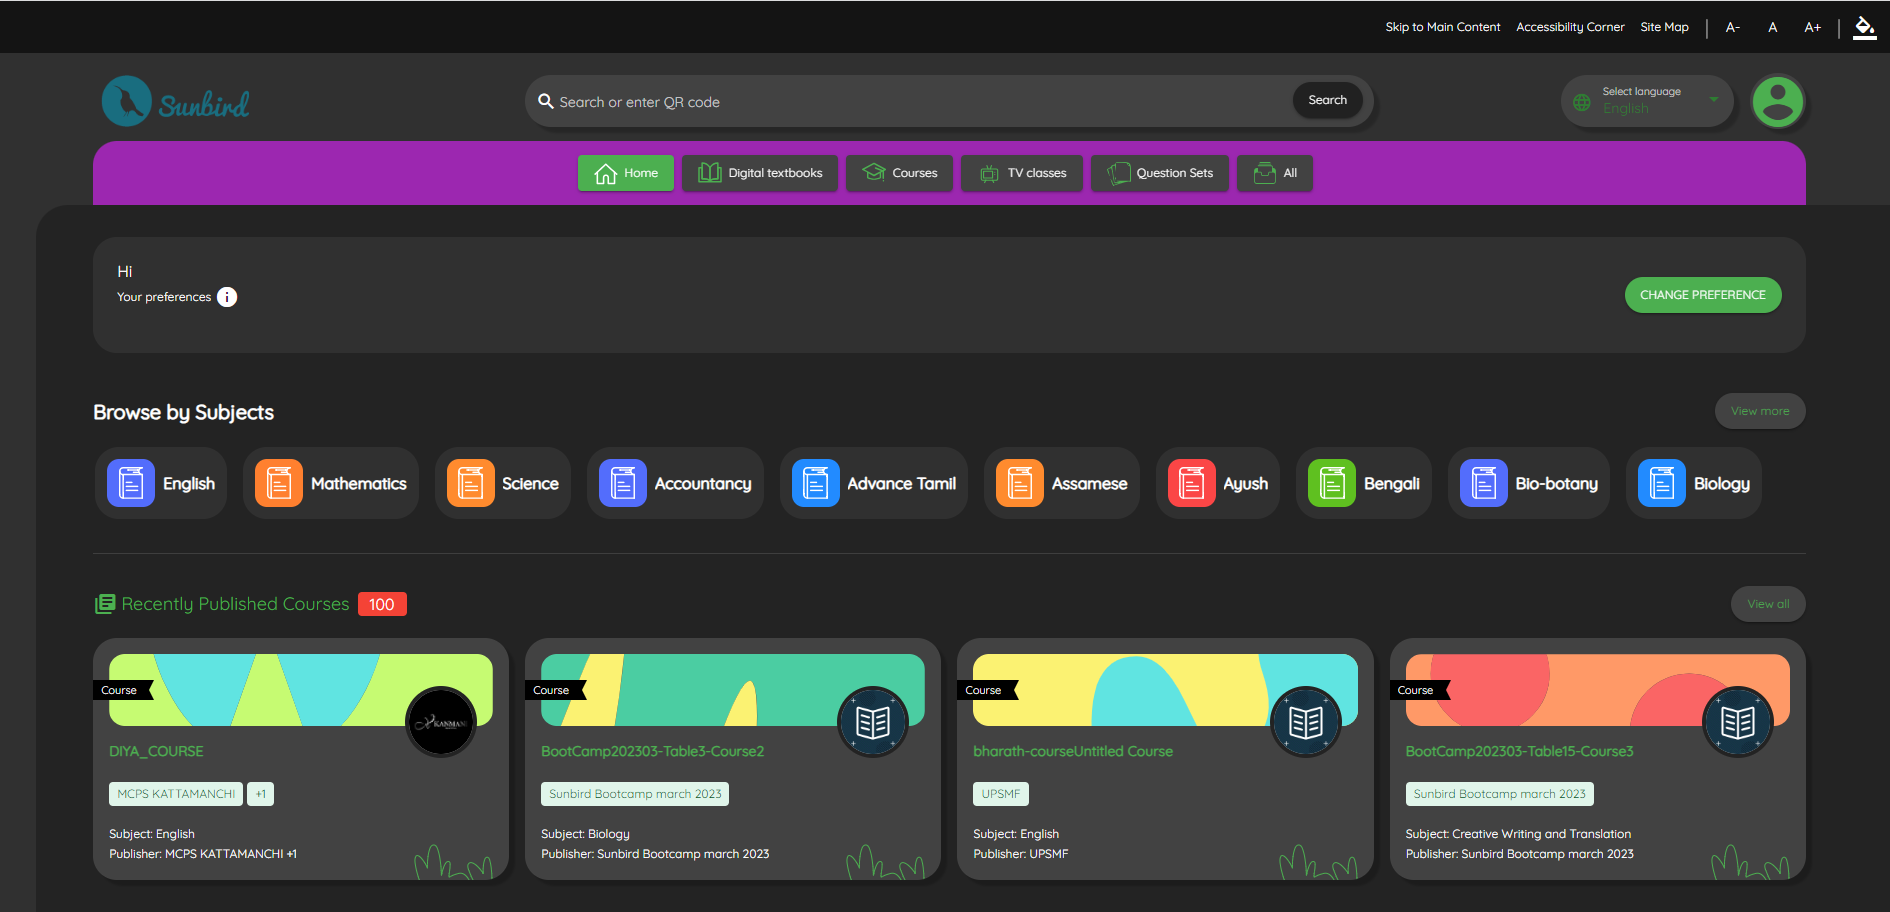 Skip to Main Content Accessibility Corner Site Map A- A A+
Sunbird
Search or enter QR code
Search
Select language
English
Home
Digital textbooks
Courses
TV classes
Question Sets
All
Hi
Your preferences
CHANGE PREFERENCE
Browse by Subjects
View more
English
Mathematics
Science
Accountancy
Advance Tamil
Assamese
Ayush
Bengali
Bio-botany
Biology
Recently Published Courses 100
View all
Course
KANMANI
DIYA_COURSE
MCPS KATTAMANCHI +1
Subject: English
Publisher: MCPS KATTAMANCHI +1
Course
BootCamp202303-Table3-Course2
Sunbird Bootcamp march 2023
Subject: Biology
Publisher: Sunbird Bootcamp march 2023
Course
bharath-courseUntitled Course
UPSMF
Subject: English
Publisher: UPSMF
Course
BootCamp202303-Table15-Course3
Sunbird Bootcamp march 2023
Subject: Creative Writing and Translation
Publisher: Sunbird Bootcamp march 2023